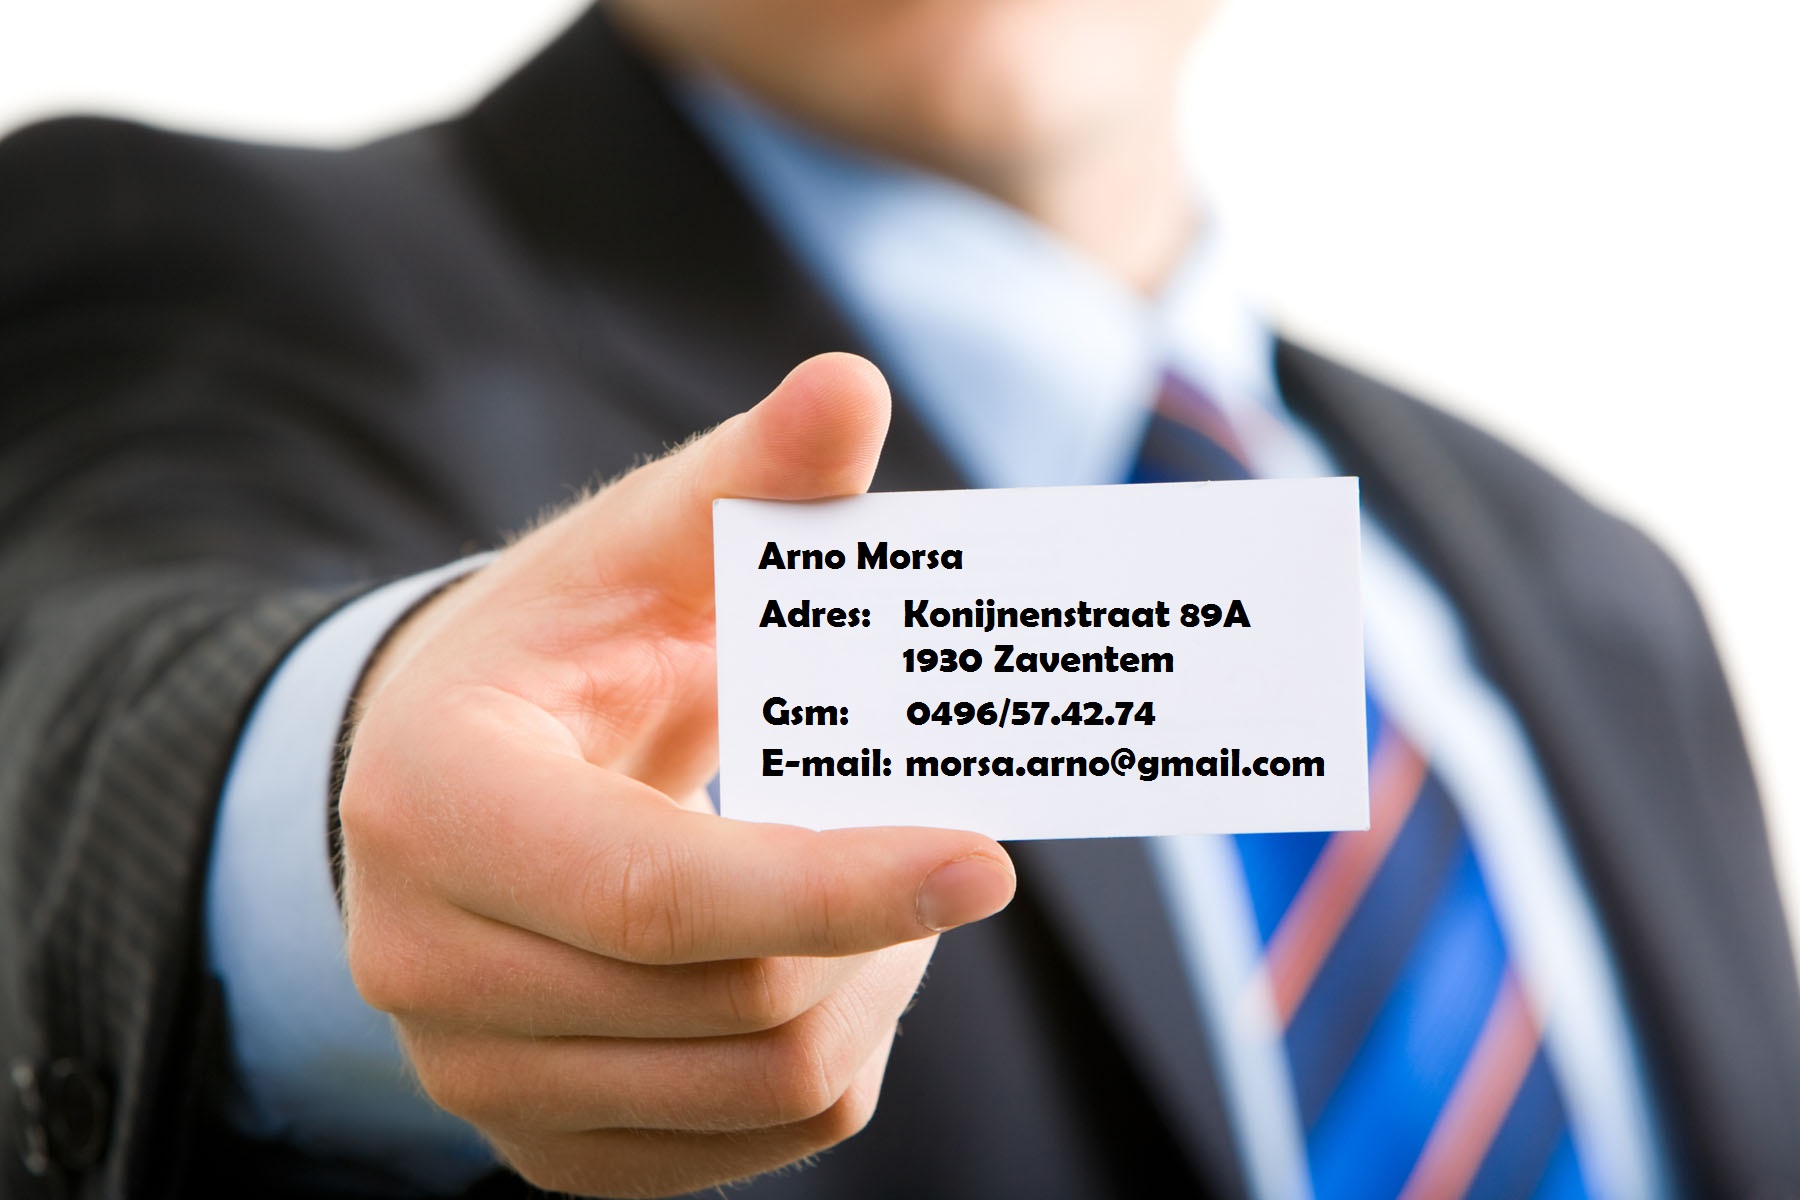 Arno Morsa
Adres: Konijnenstraat 89A
1930 Zaventem
Gsm: 0496/57.42.74
E-mail: morsa.arno@gmail.com